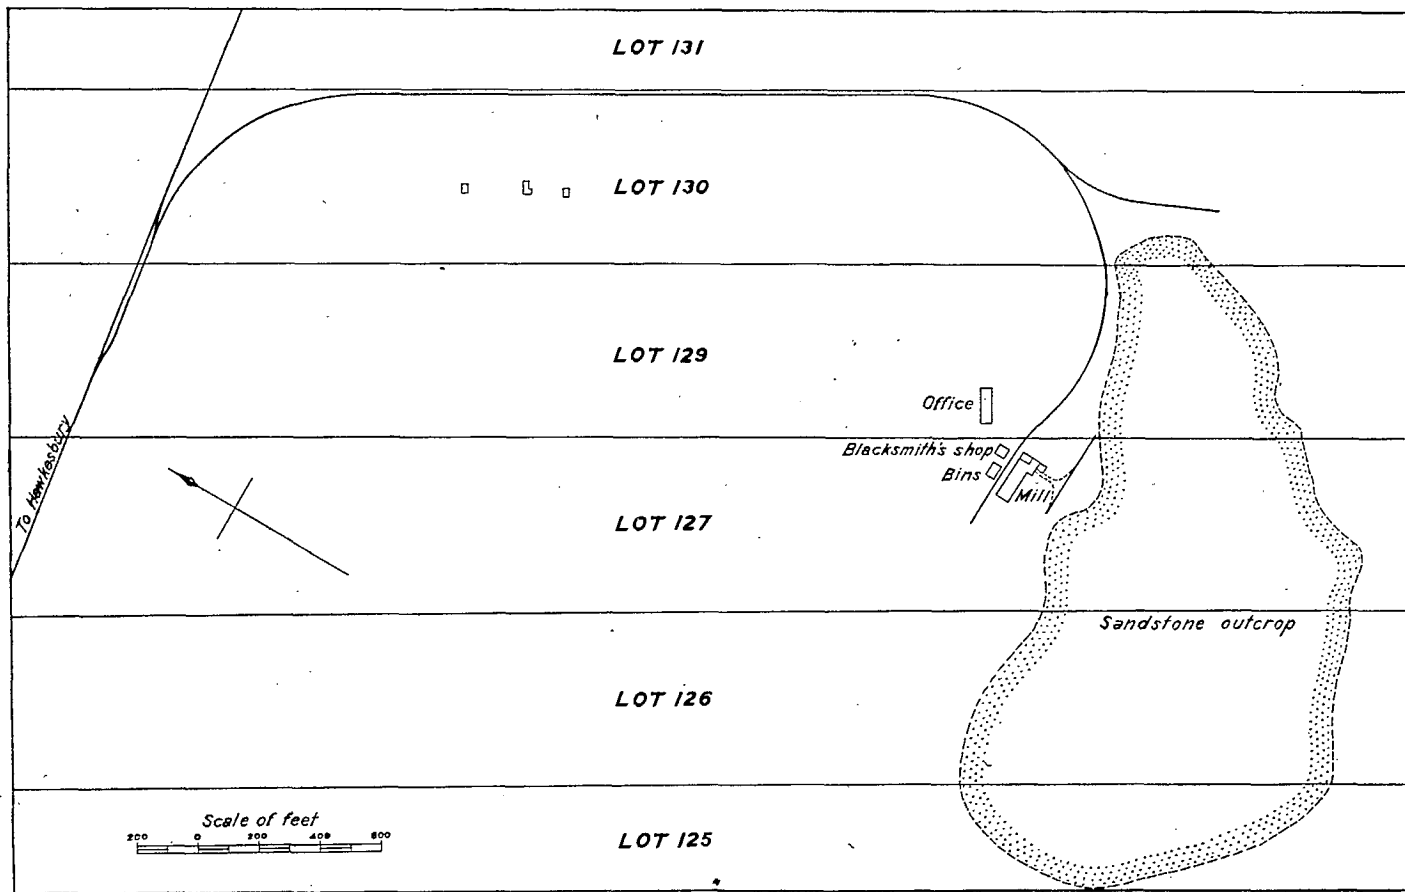 LOT 131
LOT 130
LOT 129
Office
To Hawkesbury
Blacksmith's shop
Bins
Mill
LOT 127
Sandstone outcrop
LOT 126
Scale of feet
200 0 200 400 600
LOT 125